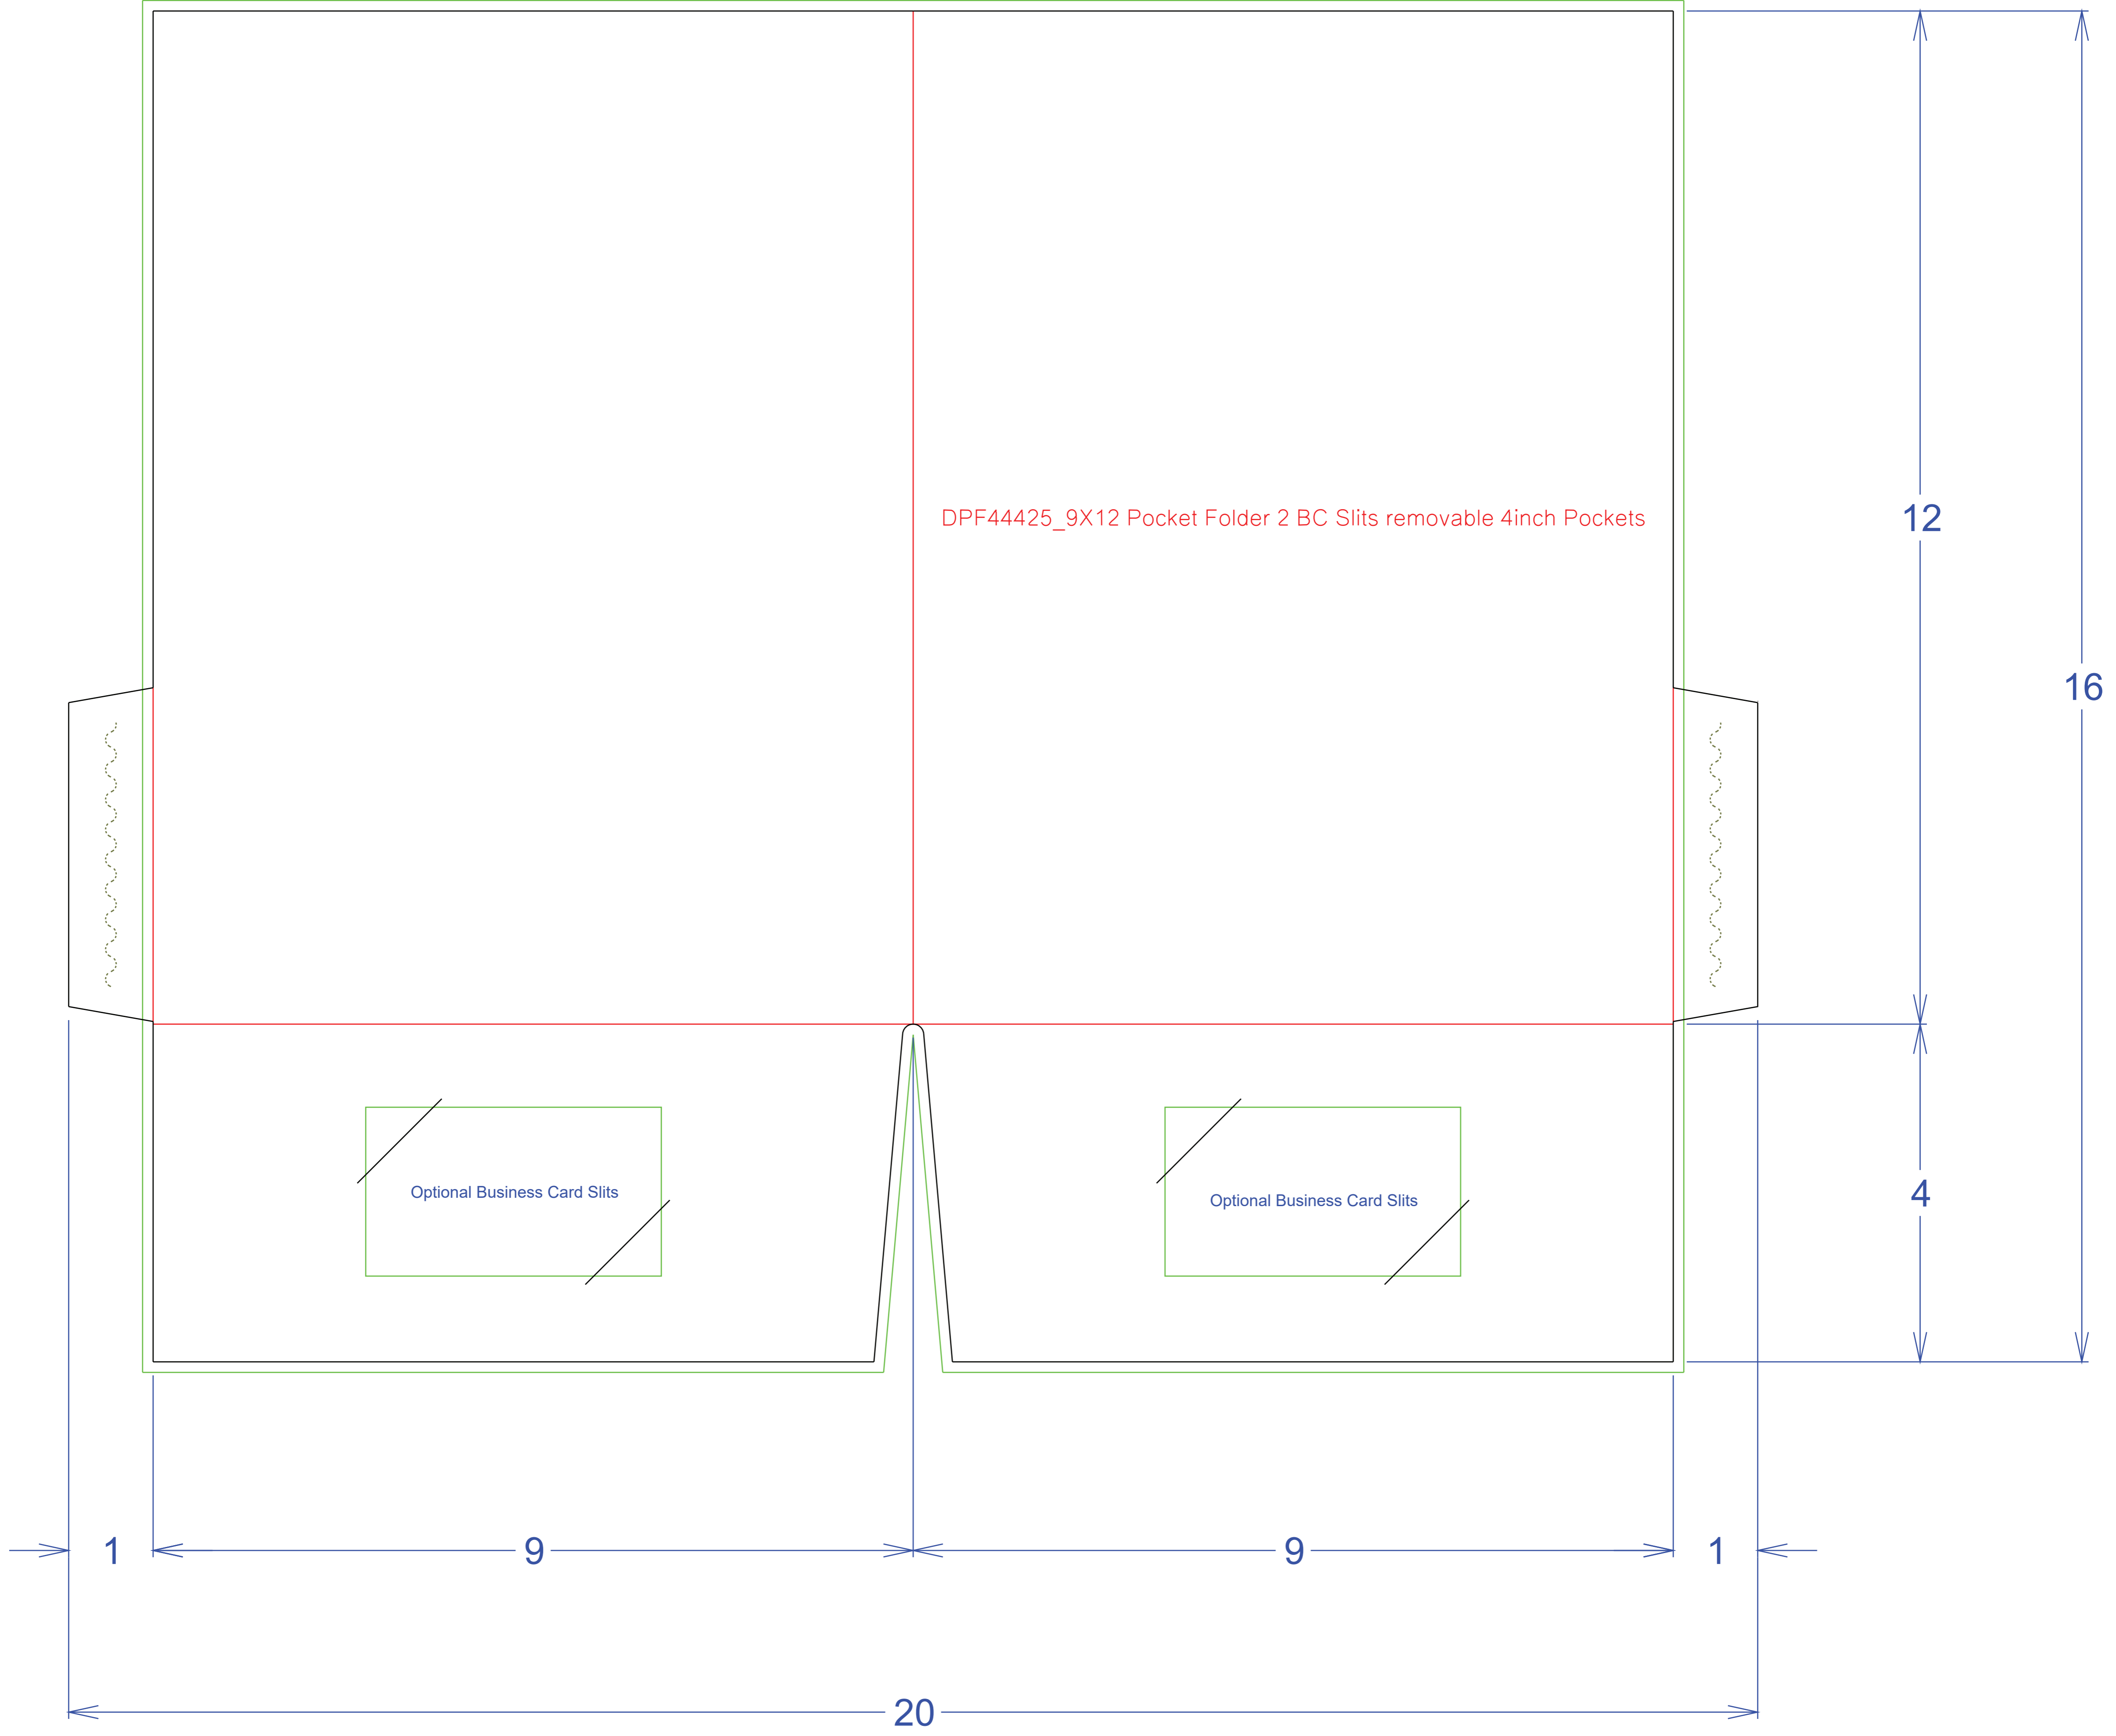 DPF44425_9X12 Pocket Folder 2 BC Slits removable 4inch Pockets
12
16
Optional Business Card Slits
Optional Business Card Slits
4
1
9
9
1
20